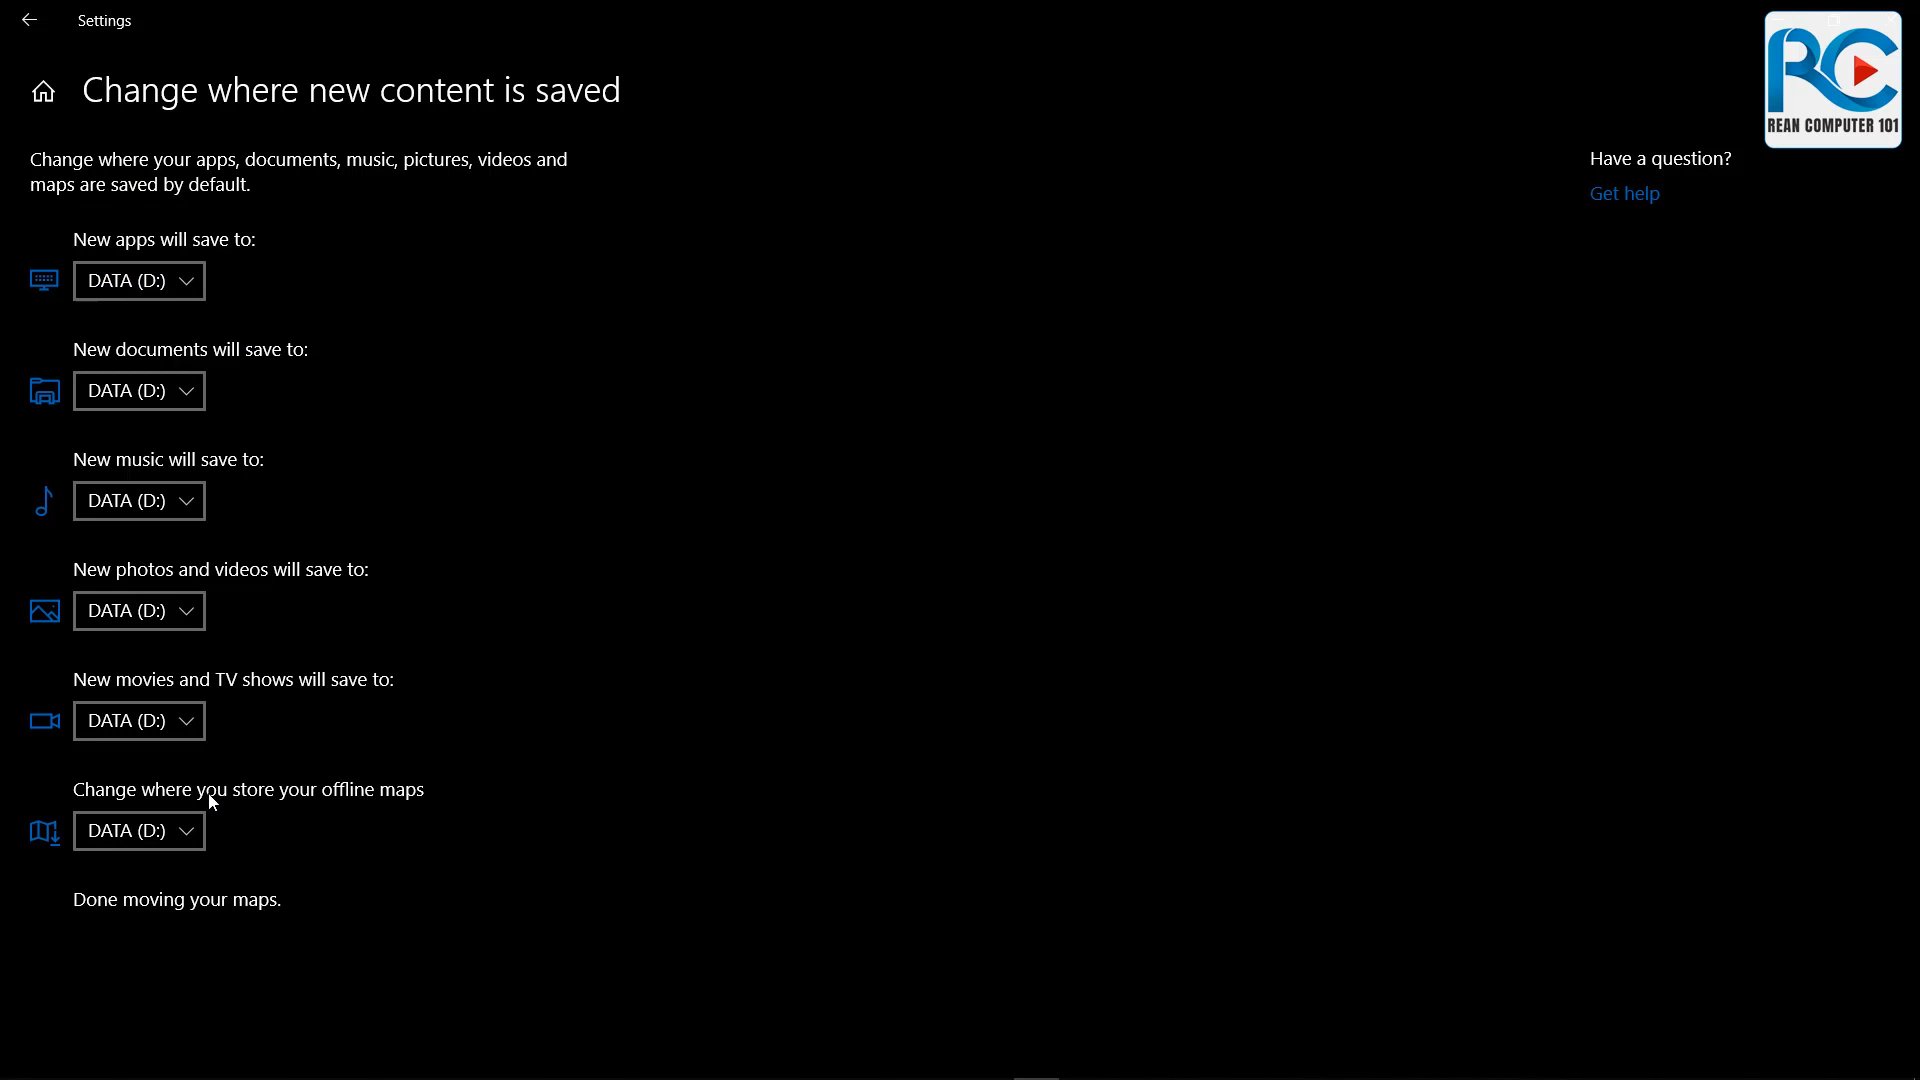 Settings
Change where new content is saved
Change where your apps, documents, music, pictures, videos and
maps are saved by default.
New apps will save to:
DATA (D:)
New documents will save to:
DATA (D:)
New music will save to:
DATA (D:)
New photos and videos will save to:
DATA (D:)
New movies and TV shows will save to:
DATA (D:)
Change where you store your offline maps
DATA (D:)
Done moving your maps.
RC
REAN COMPUTER 101
Have a question?
Get help